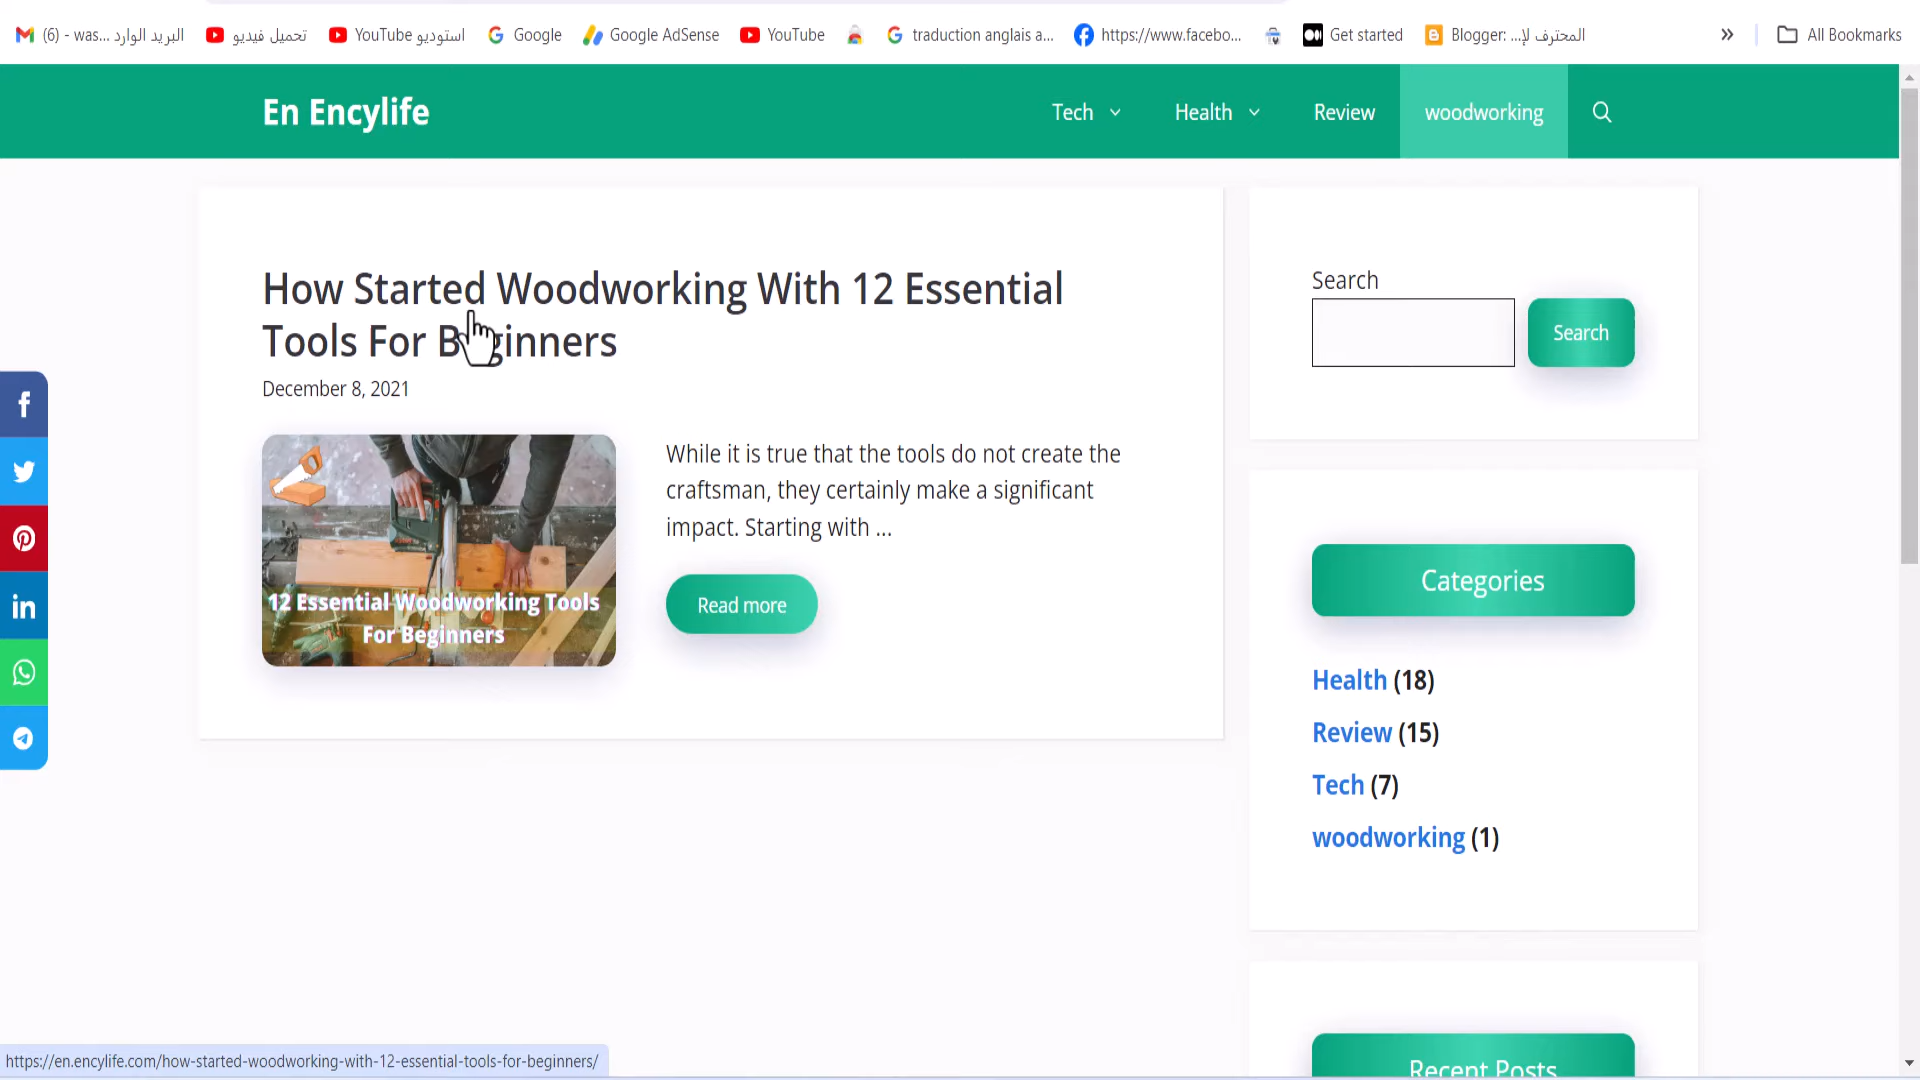 (6) - was... البريد الوارد
تحميل فيديو
استوديو YouTube
Google
Google AdSense
YouTube
traduction anglais a...
https://www.facebo...
Get started
Blogger: ...المحترف لإ
All Bookmarks
En Encylife
Tech
Health
Review
woodworking
How Started Woodworking With 12 Essential
Tools For Beginners
December 8, 2021
12 Essential Woodworking Tools
For Beginners
While it is true that the tools do not create the
craftsman, they certainly make a significant
impact. Starting with ...
Read more
Search
Search
Categories
Health (18)
Review (15)
Tech (7)
woodworking (1)
Recent Posts
https://en.encylife.com/how-started-woodworking-with-12-essential-tools-for-beginners/